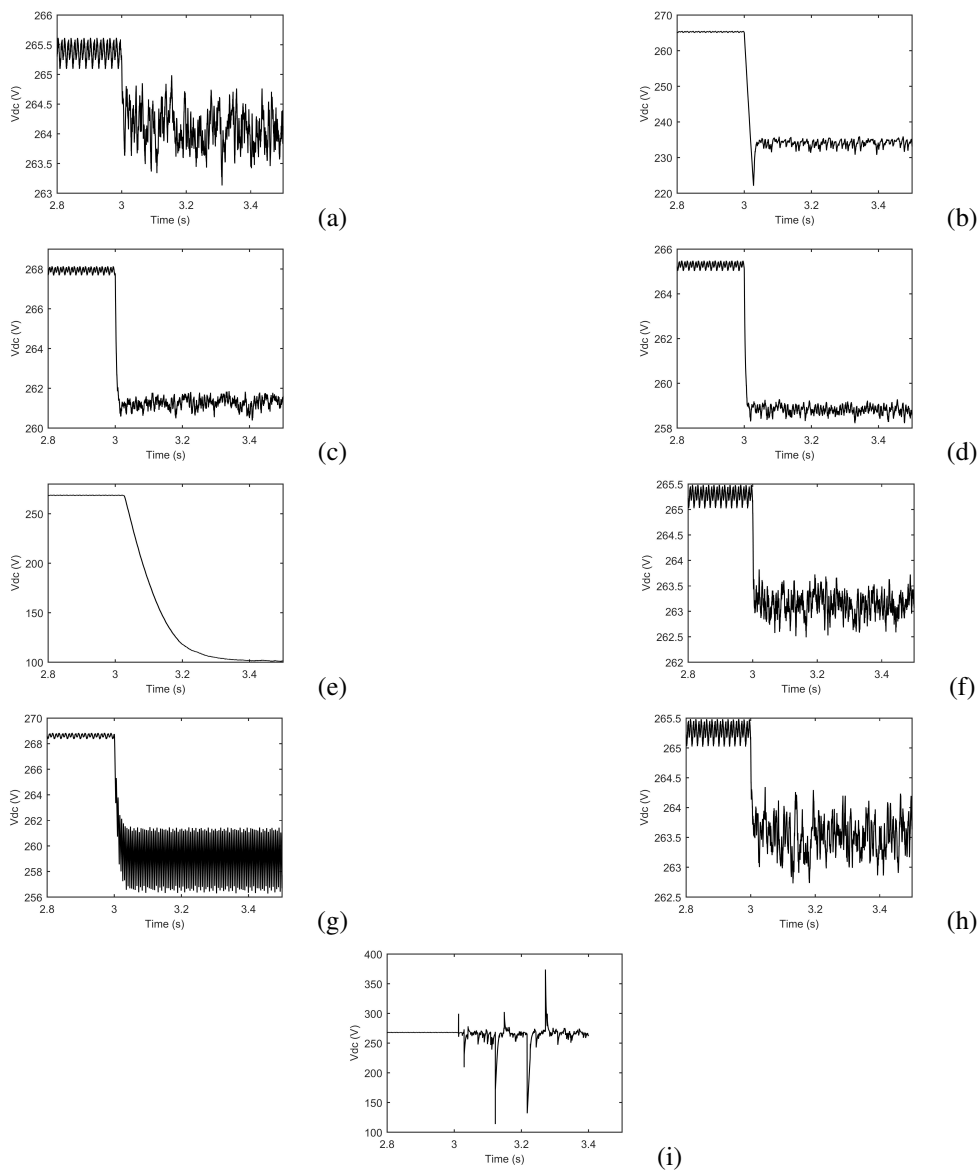 266
265.5
265
264.5
264
263.5
263
2.8 3 3.2 3.4
Time (s)
Vdc (V)
(a)
270
260
250
240
230
220
2.8 3 3.2 3.4
Time (s)
Vdc (V)
(b)
268
266
264
262
260
2.8 3 3.2 3.4
Time (s)
Vdc (V)
(c)
266
264
262
260
258
2.8 3 3.2 3.4
Time (s)
Vdc (V)
(d)
250
200
150
100
2.8 3 3.2 3.4
Time (s)
Vdc (V)
(e)
265.5
265
264.5
264
263.5
263
262.5
262
2.8 3 3.2 3.4
Time (s)
Vdc (V)
(f)
270
268
266
264
262
260
258
256
2.8 3 3.2 3.4
Time (s)
Vdc (V)
(g)
265.5
265
264.5
264
263.5
263
262.5
2.8 3 3.2 3.4
Time (s)
Vdc (V)
(h)
400
350
300
250
200
150
100
2.8 3 3.2 3.4
Time (s)
Vdc (V)
(i)